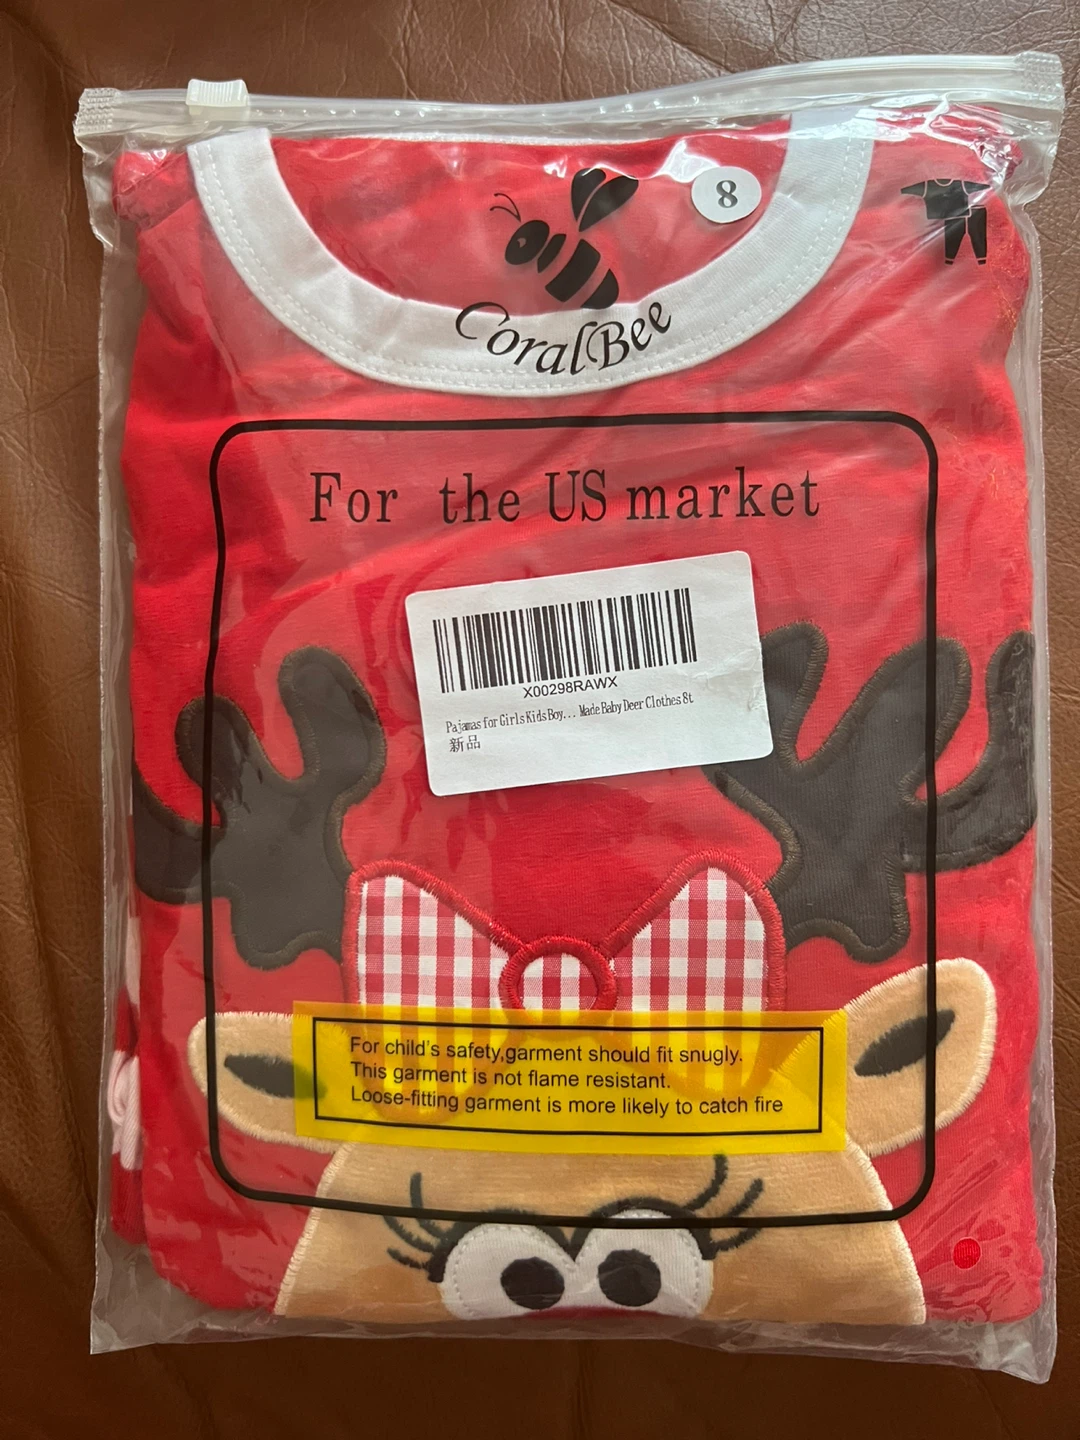 8
CoralBee
For the US market
X00298RAWX
Pajamas for Girls Kids Boy... Made Baby Deer Clothes 8t
新品
For child's safety,garment should fit snugly.
This garment is not flame resistant.
Loose-fitting garment is more likely to catch fire